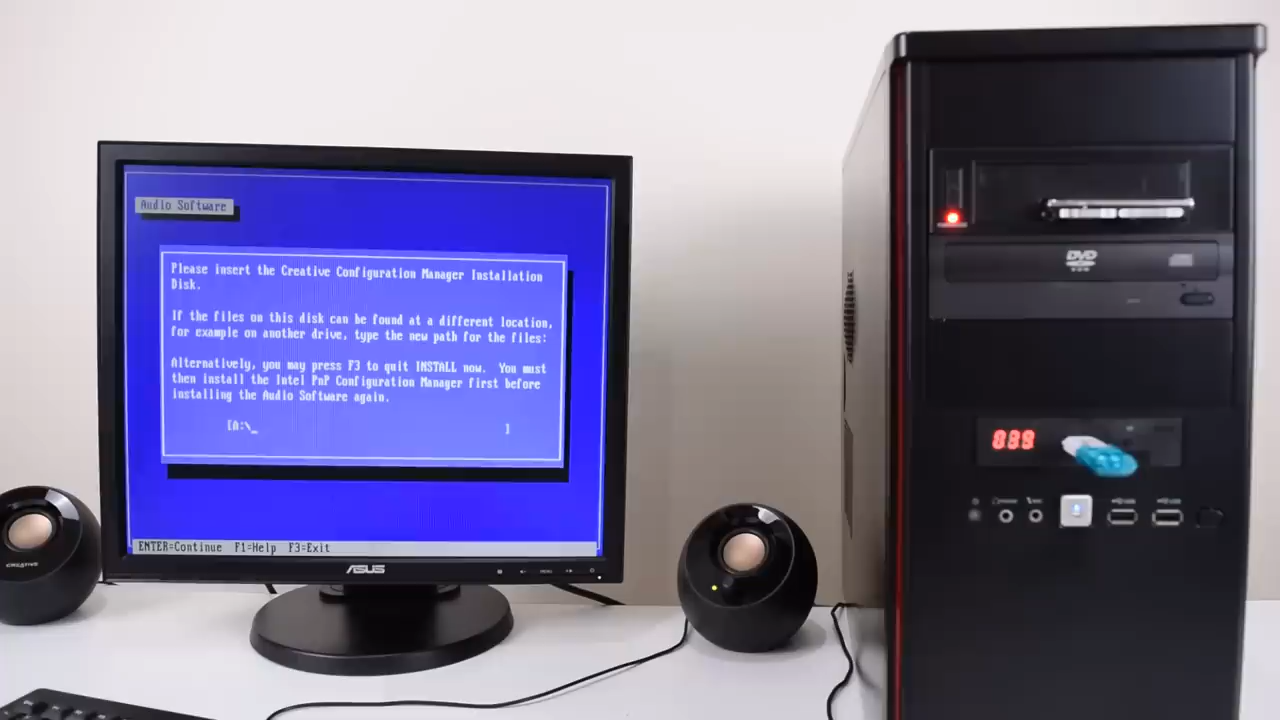 Audio Software
Please insert the Creative Configuration Manager Installation
Disk.
If the files on this disk can be found at a different location,
for example on another drive, type the new path for the files:
Alternatively, you may press F3 to quit INSTALL now. You must
then install the Intel PnP Configuration Manager first before
installing the Audio Software again.
[A:\_ ]
ENTER=Continue F1=Help F3=Exit
ASUS
MENU
CREATIVE
DVD
039